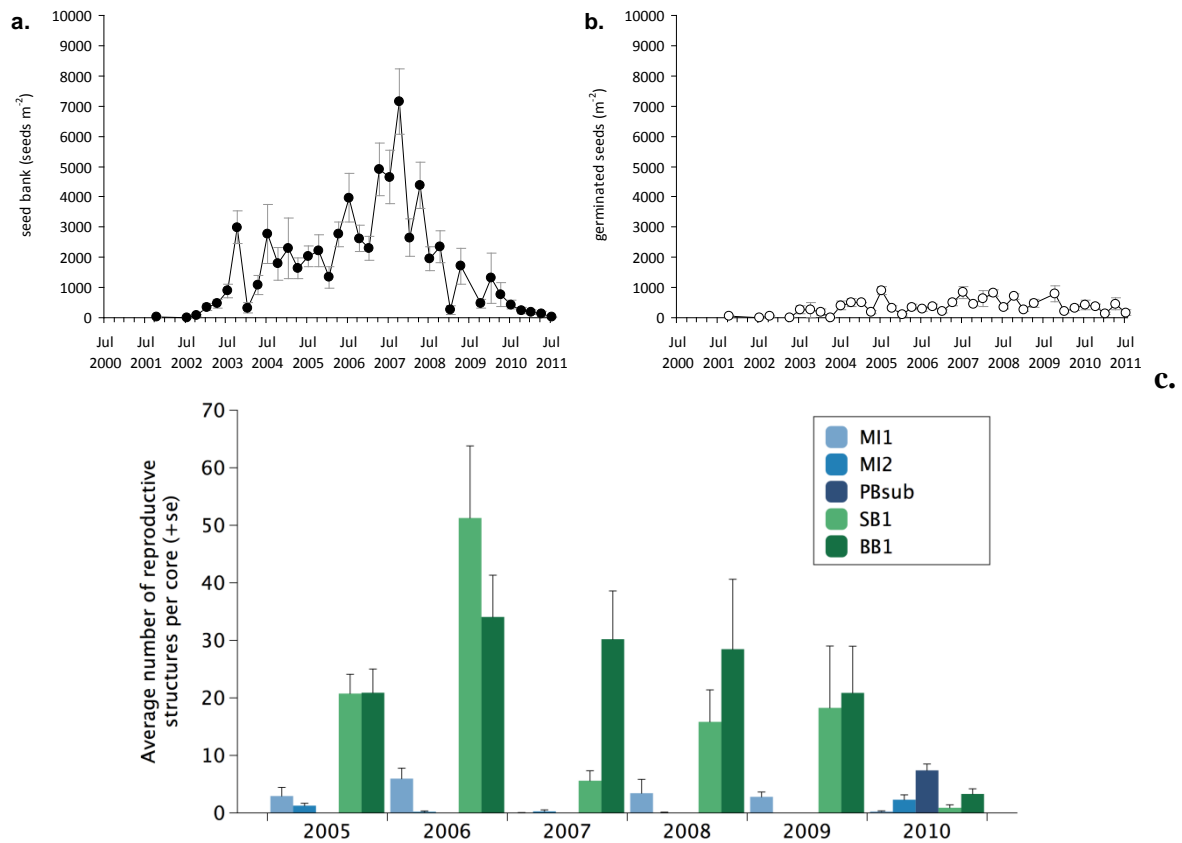 a.
seed bank (seeds m-2)
10000
9000
8000
7000
6000
5000
4000
3000
2000
1000
0
Jul Jul Jul Jul Jul Jul Jul Jul Jul Jul Jul Jul
2000 2001 2002 2003 2004 2005 2006 2007 2008 2009 2010 2011
b.
germinated seeds (m-2)
10000
9000
8000
7000
6000
5000
4000
3000
2000
1000
0
Jul Jul Jul Jul Jul Jul Jul Jul Jul Jul Jul Jul
2000 2001 2002 2003 2004 2005 2006 2007 2008 2009 2010 2011
c.
Average number of reproductive
structures per core (+se)
70
60
50
40
30
20
10
0
2005 2006 2007 2008 2009 2010
MI1
MI2
PBsub
SB1
BB1